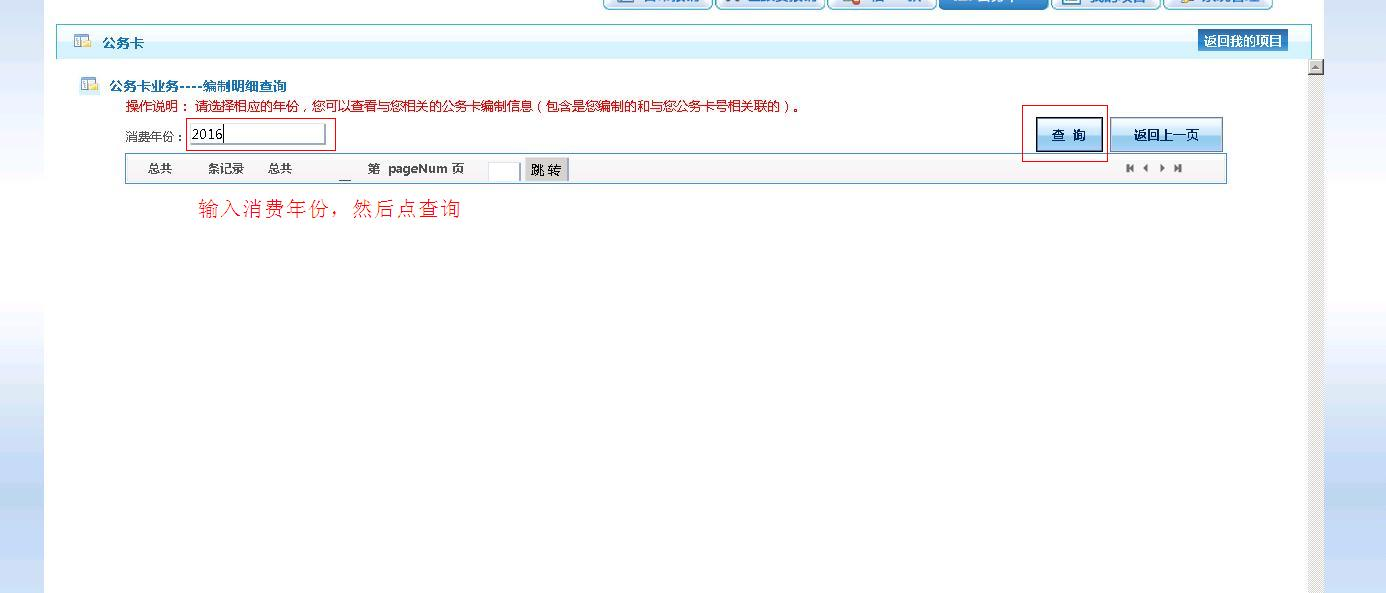 公务卡
返回我的项目
公务卡业务----编制明细查询
操作说明： 请选择相应的年份，您可以查看与您相关的公务卡编制信息（包含是您编制的和与您公务卡号相关联的）。
消费年份： 2016 查 询 返回上一页
总共 条记录 总共 第 pageNum 页 跳 转
输入消费年份，然后点查询